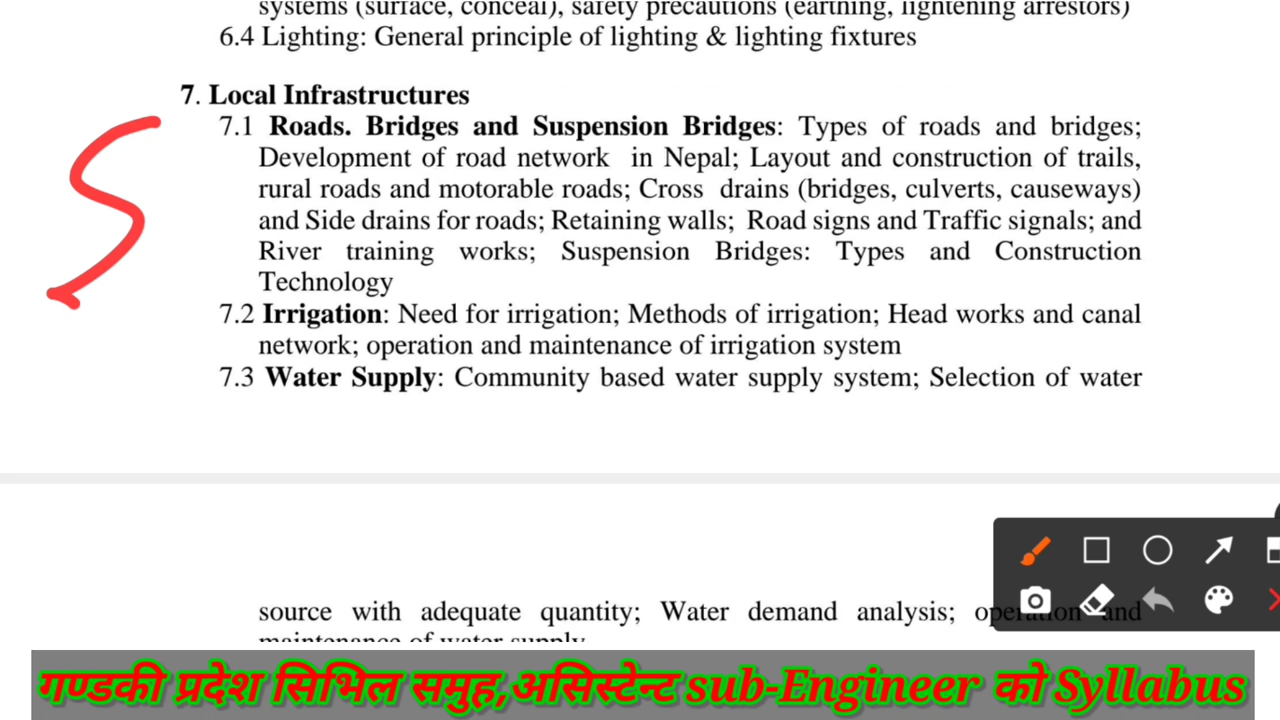 systems (surface, conceal), safety precautions (earthing, lightening arrestors)
6.4 Lighting: General principle of lighting & lighting fixtures
7. Local Infrastructures
7.1 Roads. Bridges and Suspension Bridges: Types of roads and bridges;
Development of road network in Nepal; Layout and construction of trails,
rural roads and motorable roads; Cross drains (bridges, culverts, causeways)
and Side drains for roads; Retaining walls; Road signs and Traffic signals; and
River training works; Suspension Bridges: Types and Construction
Technology
7.2 Irrigation: Need for irrigation; Methods of irrigation; Head works and canal
network; operation and maintenance of irrigation system
7.3 Water Supply: Community based water supply system; Selection of water
source with adequate quantity; Water demand analysis; operation and
maintenance of water supply
गण्डकी प्रदेश सिभिल समुह,असिस्टेन्ट sub-Engineer को Syllabus